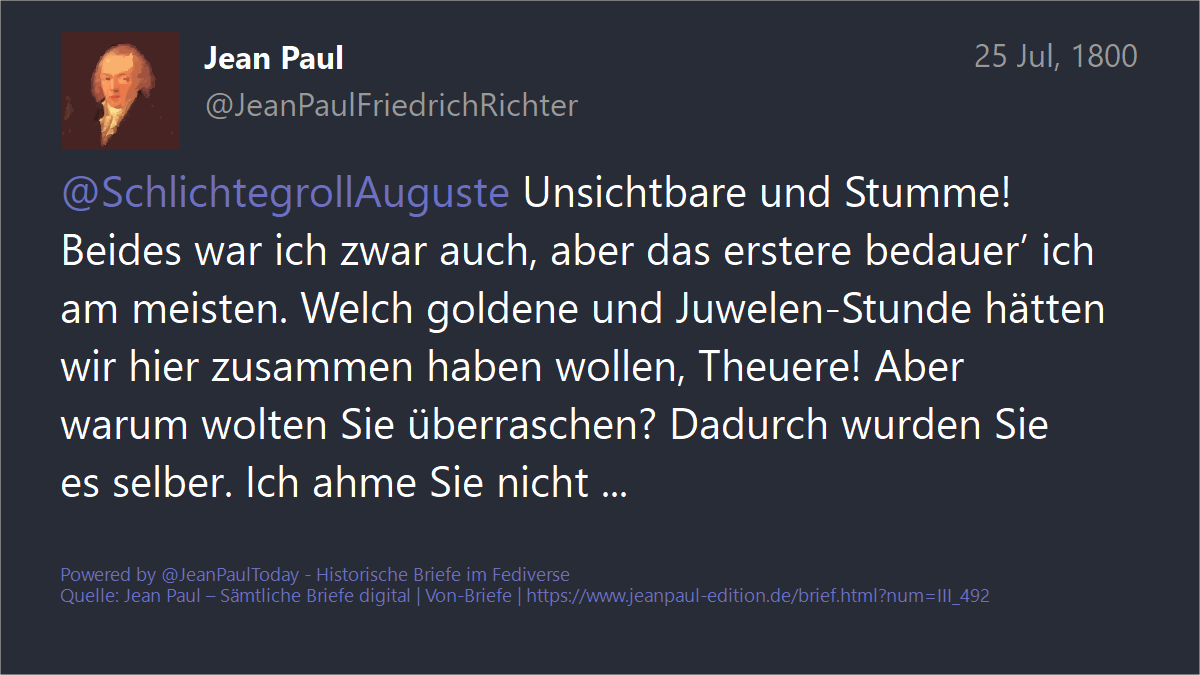 Jean Paul
25 Jul, 1800
@JeanPaulFriedrichRichter
@SchlichtegrollAuguste Unsichtbare und Stumme!
Beides war ich zwar auch, aber das erstere bedauer’ ich
am meisten. Welch goldene und Juwelen-Stunde hätten
wir hier zusammen haben wollen, Theuere! Aber
warum wolten Sie überraschen? Dadurch wurden Sie
es selber. Ich ahme Sie nicht ...
Powered by @JeanPaulToday - Historische Briefe im Fediverse
Quelle: Jean Paul – Sämtliche Briefe digital | Von-Briefe | https://www.jeanpaul-edition.de/brief.html?num=III_492